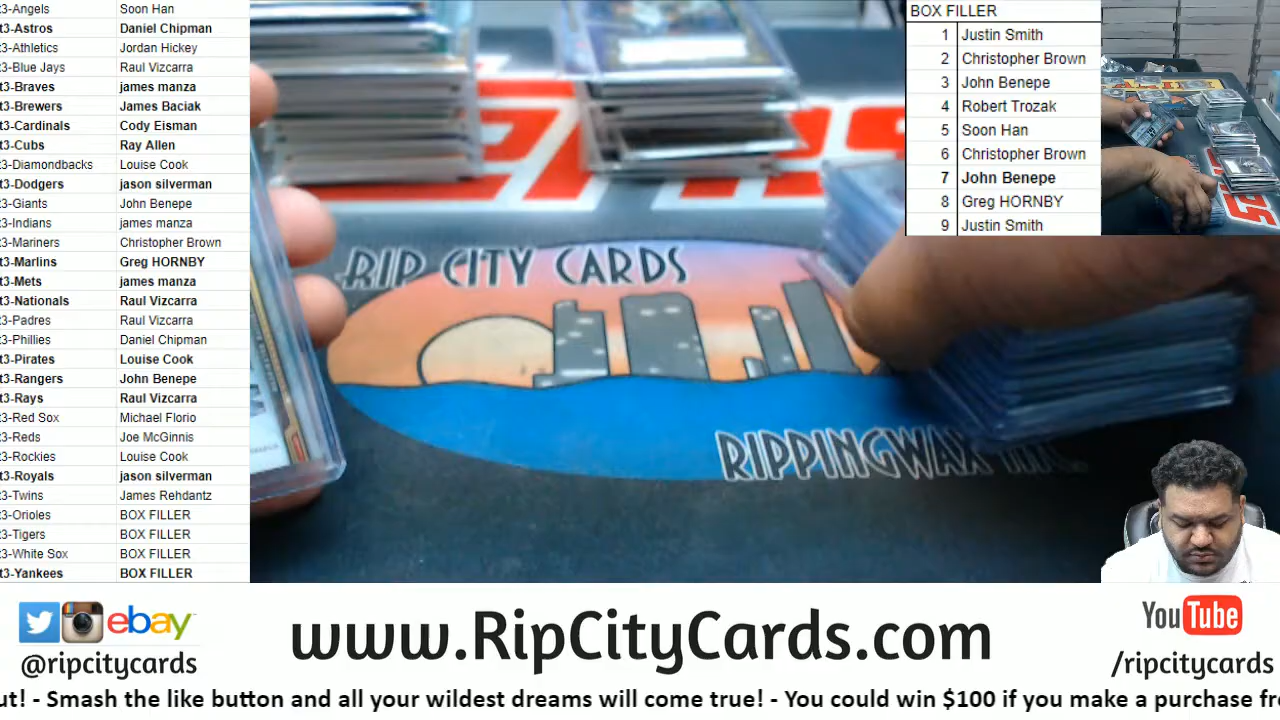 t3-Angels Soon Han
t3-Astros Daniel Chipman
t3-Athletics Jordan Hickey
t3-Blue Jays Raul Vizcarra
t3-Braves james manza
t3-Brewers James Baciak
t3-Cardinals Cody Eisman
t3-Cubs Ray Allen
t3-Diamondbacks Louise Cook
t3-Dodgers jason silverman
t3-Giants John Benepe
t3-Indians james manza
t3-Mariners Christopher Brown
t3-Marlins Greg HORNBY
t3-Mets james manza
t3-Nationals Raul Vizcarra
t3-Padres Raul Vizcarra
t3-Phillies Daniel Chipman
t3-Pirates Louise Cook
t3-Rangers John Benepe
t3-Rays Raul Vizcarra
t3-Red Sox Michael Florio
t3-Reds Joe McGinnis
t3-Rockies Louise Cook
t3-Royals jason silverman
t3-Twins James Rehdantz
t3-Orioles BOX FILLER
t3-Tigers BOX FILLER
t3-White Sox BOX FILLER
t3-Yankees BOX FILLER
BOX FILLER
1 Justin Smith
2 Christopher Brown
3 John Benepe
4 Robert Trozak
5 Soon Han
6 Christopher Brown
7 John Benepe
8 Greg HORNBY
9 Justin Smith
RIP CITY CARDS
RIPPINGWAX INC.
ebay
@ripcitycards
www.RipCityCards.com
YouTube
/ripcitycards
ut! - Smash the like button and all your wildest dreams will come true! - You could win $100 if you make a purchase fr